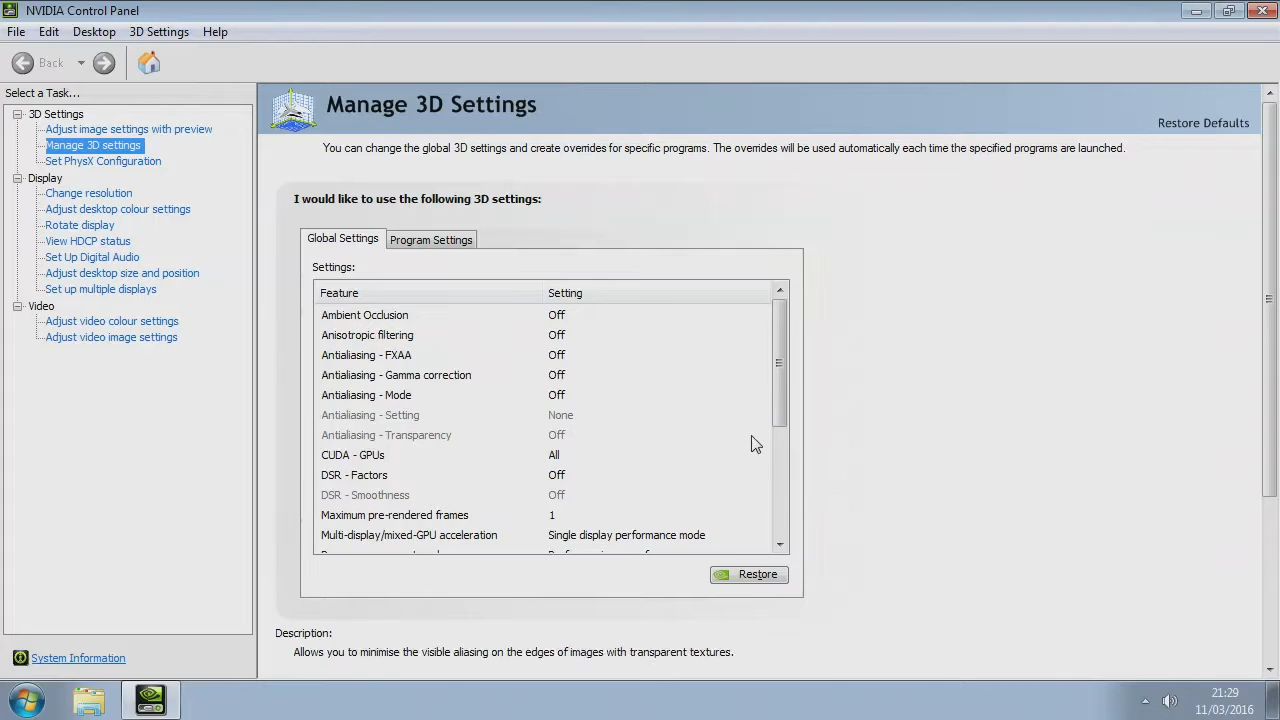 NVIDIA Control Panel
File Edit Desktop 3D Settings Help
Back
Select a Task...
3D Settings
Adjust image settings with preview
Manage 3D settings
Set PhysX Configuration
Display
Change resolution
Adjust desktop colour settings
Rotate display
View HDCP status
Set Up Digital Audio
Adjust desktop size and position
Set up multiple displays
Video
Adjust video colour settings
Adjust video image settings
System Information
Manage 3D Settings
Restore Defaults
You can change the global 3D settings and create overrides for specific programs. The overrides will be used automatically each time the specified programs are launched.
I would like to use the following 3D settings:
Global Settings Program Settings
Settings:
Feature Setting
Ambient Occlusion Off
Anisotropic filtering Off
Antialiasing - FXAA Off
Antialiasing - Gamma correction Off
Antialiasing - Mode Off
Antialiasing - Setting None
Antialiasing - Transparency Off
CUDA - GPUs All
DSR - Factors Off
DSR - Smoothness Off
Maximum pre-rendered frames 1
Multi-display/mixed-GPU acceleration Single display performance mode
Restore
Description:
Allows you to minimise the visible aliasing on the edges of images with transparent textures.
21:29
11/03/2016